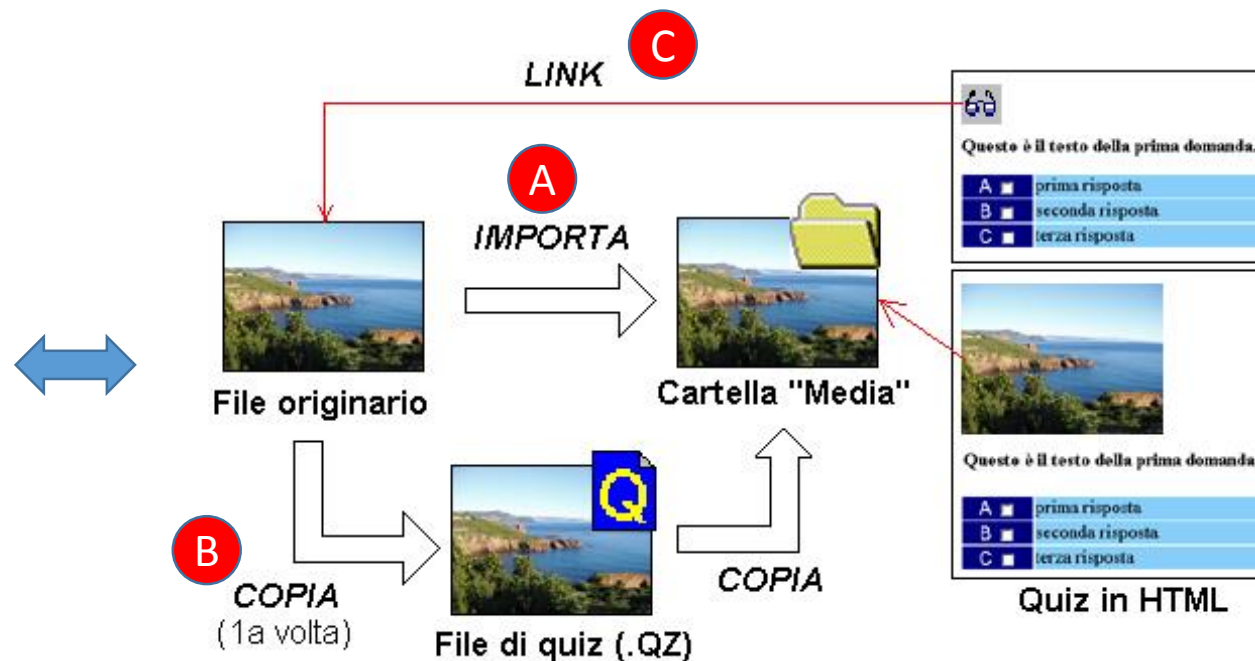 C
LINK
Questo è il testo della prima domanda.
A prima risposta
B seconda risposta
C terza risposta
A
IMPORTA
File originario
Cartella "Media"
Questo è il testo della prima domanda
A prima risposta
B seconda risposta
C terza risposta
Q
B
COPIA
(1a volta)
COPIA
File di quiz (.QZ)
Quiz in HTML